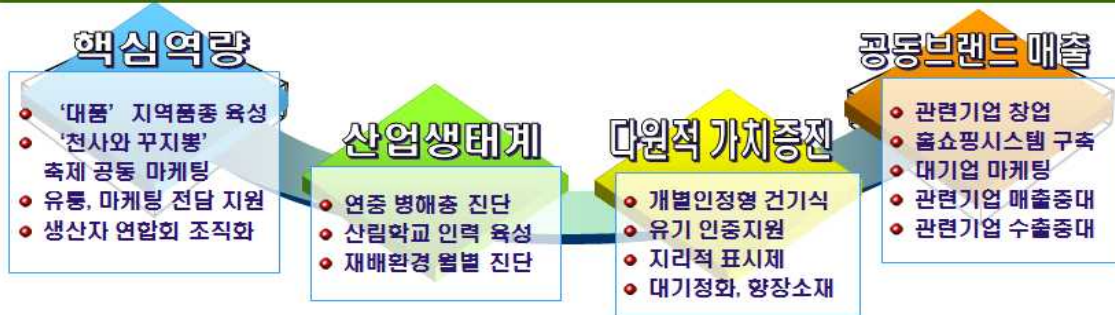 핵심역량
• ‘대품’ 지역품종 육성
• ‘천사와 꾸지뽕’
축제 공동 마케팅
• 유통, 마케팅 전담 지원
• 생산자 연합회 조직화
산업생태계
• 연중 병해충 진단
• 산림학교 인력 육성
• 재배환경 월별 진단
다원적 가치증진
• 개별인정형 건기식
• 유기 인증지원
• 지리적 표시제
• 대기정화, 향장소재
공동브랜드 매출
• 관련기업 창업
• 홈쇼핑시스템 구축
• 대기업 마케팅
• 관련기업 매출증대
• 관련기업 수출증대